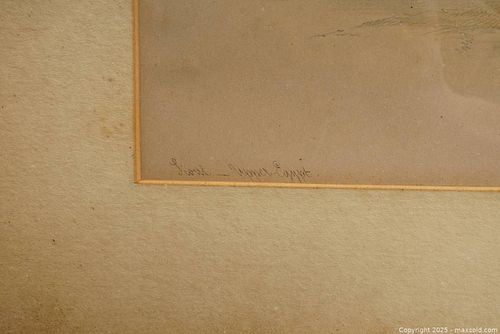 — Upper Egypt.
Copyright 2025 - maxsold.com